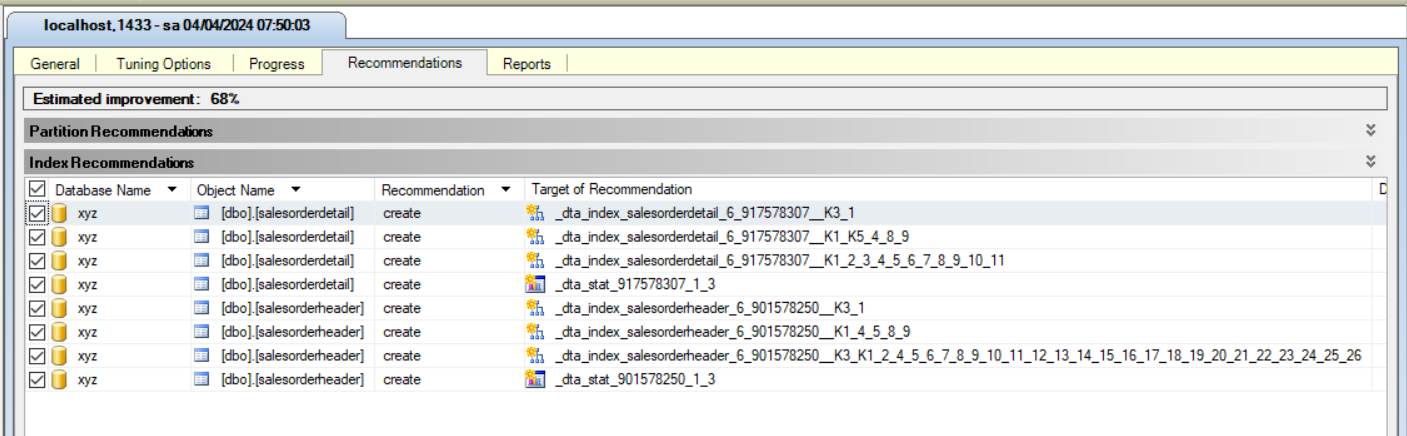 localhost,1433 - sa 04/04/2024 07:50:03
General Tuning Options Progress Recommendations Reports
Estimated improvement: 68%
Partition Recommendations
Index Recommendations
Database Name Object Name Recommendation Target of Recommendation D
xyz [dbo].[salesorderdetail] create _dta_index_salesorderdetail_6_917578307__K3_1
xyz [dbo].[salesorderdetail] create _dta_index_salesorderdetail_6_917578307__K1_K5_4_8_9
xyz [dbo].[salesorderdetail] create _dta_index_salesorderdetail_6_917578307__K1_2_3_4_5_6_7_8_9_10_11
xyz [dbo].[salesorderdetail] create _dta_stat_917578307_1_3
xyz [dbo].[salesorderheader] create _dta_index_salesorderheader_6_901578250__K3_1
xyz [dbo].[salesorderheader] create _dta_index_salesorderheader_6_901578250__K1_4_5_8_9
xyz [dbo].[salesorderheader] create _dta_index_salesorderheader_6_901578250__K3_K1_2_4_5_6_7_8_9_10_11_12_13_14_15_16_17_18_19_20_21_22_23_24_25_26
xyz [dbo].[salesorderheader] create _dta_stat_901578250_1_3